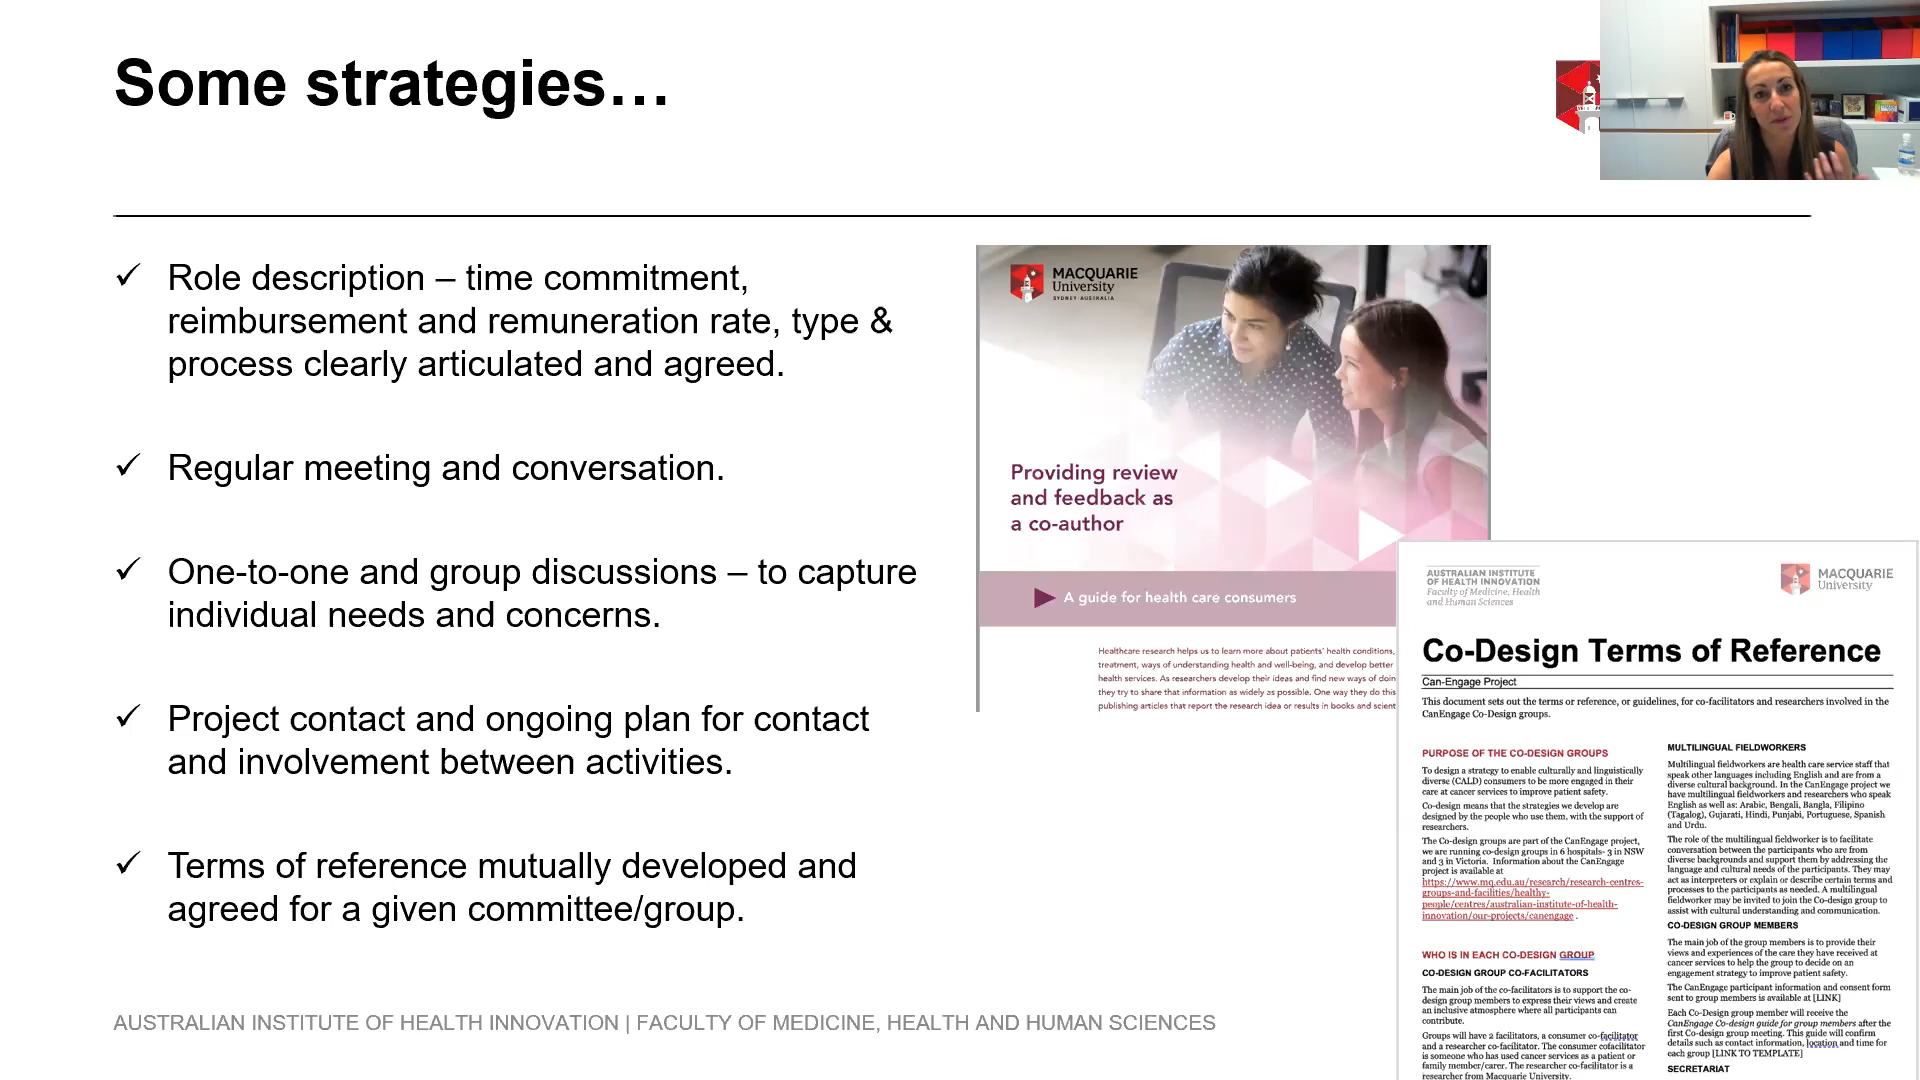 Some strategies…
✓ Role description – time commitment,
reimbursement and remuneration rate, type &
process clearly articulated and agreed.
✓ Regular meeting and conversation.
✓ One-to-one and group discussions – to capture
individual needs and concerns.
✓ Project contact and ongoing plan for contact
and involvement between activities.
✓ Terms of reference mutually developed and
agreed for a given committee/group.
AUSTRALIAN INSTITUTE OF HEALTH INNOVATION | FACULTY OF MEDICINE, HEALTH AND HUMAN SCIENCES
MACQUARIE
University
SYDNEY·AUSTRALIA
Providing review
and feedback as
a co-author
A guide for health care consumers
Healthcare research helps us to learn more about patients' health conditions,
treatment, ways of understanding health and well-being, and develop better
health services. As researchers develop their ideas and find new ways of doin
they try to share that information as widely as possible. One way they do this
publishing articles that report the research idea or results in books and scient
AUSTRALIAN INSTITUTE
OF HEALTH INNOVATION
Faculty of Medicine, Health
and Human Sciences
MACQUARIE
University
Co-Design Terms of Reference
Can-Engage Project
This document sets out the terms or reference, or guidelines, for co-facilitators and researchers involved in the
CanEngage Co-Design groups.
PURPOSE OF THE CO-DESIGN GROUPS
To design a strategy to enable culturally and linguistically
diverse (CALD) consumers to be more engaged in their
care at cancer services to improve patient safety.
Co-design means that the strategies we develop are
designed by the people who use them, with the support of
researchers.
The Co-design groups are part of the CanEngage project,
we are running co-design groups in 6 hospitals- 3 in NSW
and 3 in Victoria. Information about the CanEngage
project is available at
https://www.mq.edu.au/research/research-centres-
groups-and-facilities/healthy-
people/centres/australian-institute-of-health-
innovation/our-projects/canengage .
WHO IS IN EACH CO-DESIGN GROUP
CO-DESIGN GROUP CO-FACILITATORS
The main job of the co-facilitators is to support the co-
design group members to express their views and create
an inclusive atmosphere where all participants can
contribute.
Groups will have 2 facilitators, a consumer co-facilitator
and a researcher co-facilitator. The consumer cofacilitator
is someone who has used cancer services as a patient or
family member/carer. The researcher co-facilitator is a
researcher from Macquarie University.
MULTILINGUAL FIELDWORKERS
Multilingual fieldworkers are health care service staff that
speak other languages including English and are from a
diverse cultural background. In the CanEngage project we
have multilingual fieldworkers and researchers who speak
English as well as: Arabic, Bengali, Bangla, Filipino
(Tagalog), Gujarati, Hindi, Punjabi, Portuguese, Spanish
and Urdu.
The role of the multilingual fieldworker is to facilitate
conversation between the participants who are from
diverse backgrounds and support them by addressing the
language and cultural needs of the participants. They may
act as interpreters or explain or describe certain terms and
processes to the participants as needed. A multilingual
fieldworker may be invited to join the Co-design group to
assist with cultural understanding and communication.
CO-DESIGN GROUP MEMBERS
The main job of the group members is to provide their
views and experiences of the care they have received at
cancer services to help the group to decide on an
engagement strategy to improve patient safety.
The CanEngage participant information and consent form
sent to group members is available at [LINK]
Each Co-Design group member will receive the
CanEngage Co-design guide for group members after the
first Co-design group meeting. This guide will confirm
details such as contact information, location and time for
each group [LINK TO TEMPLATE]
SECRETARIAT